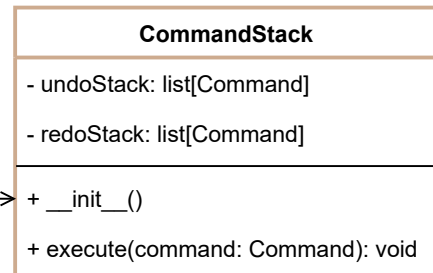 CommandStack
- undoStack: list[Command]
- redoStack: list[Command]
+ __init__()
+ execute(command: Command): void